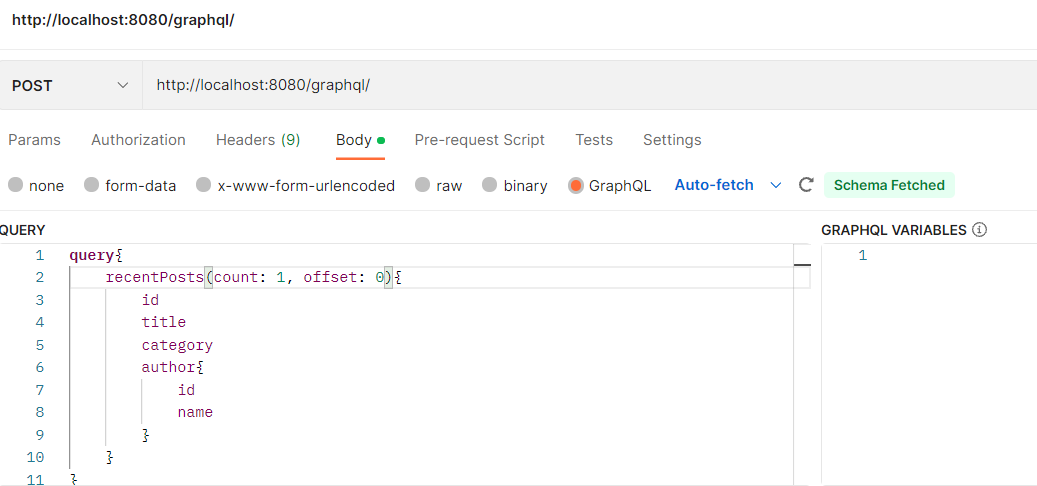 http://localhost:8080/graphql/
POST http://localhost:8080/graphql/
Params Authorization Headers (9) Body Pre-request Script Tests Settings
none form-data x-www-form-urlencoded raw binary GraphQL Auto-fetch Schema Fetched
QUERY GRAPHQL VARIABLES
1 query{ 1
2 recentPosts(count: 1, offset: 0){
3 id
4 title
5 category
6 author{
7 id
8 name
9 }
10 }
11 }